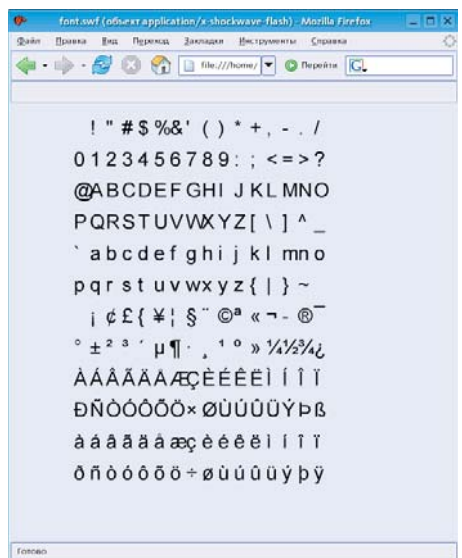 font.swf (объект application/x-shockwave-flash) - Mozilla Firefox
Файл Правка Вид Переход Закладки Инструменты Справка
file:///home/ Перейти G
! " # $ % & ' ( ) * + , - . /
0 1 2 3 4 5 6 7 8 9 : ; < = > ?
@ A B C D E F G H I J K L M N O
P Q R S T U V W X Y Z [ \ ] ^ _
` a b c d e f g h i j k l m n o
p q r s t u v w x y z { | } ~
¡ ¢ £ { ¥ ¦ § ¨ © ª « ¬ - ® ¯
° ± ² ³ ´ µ ¶ · ¸ ¹ º » ¼ ½ ¾ ¿
À Á Â Ã Ä Å Æ Ç È É Ê Ë Ì Í Î Ï
Ð Ñ Ò Ó Ô Õ Ö × Ø Ù Ú Û Ü Ý Þ ß
à á â ã ä å æ ç è é ê ë ì í î ï
ð ñ ò ó ô õ ö ÷ ø ù ú û ü ý þ ÿ
Готово